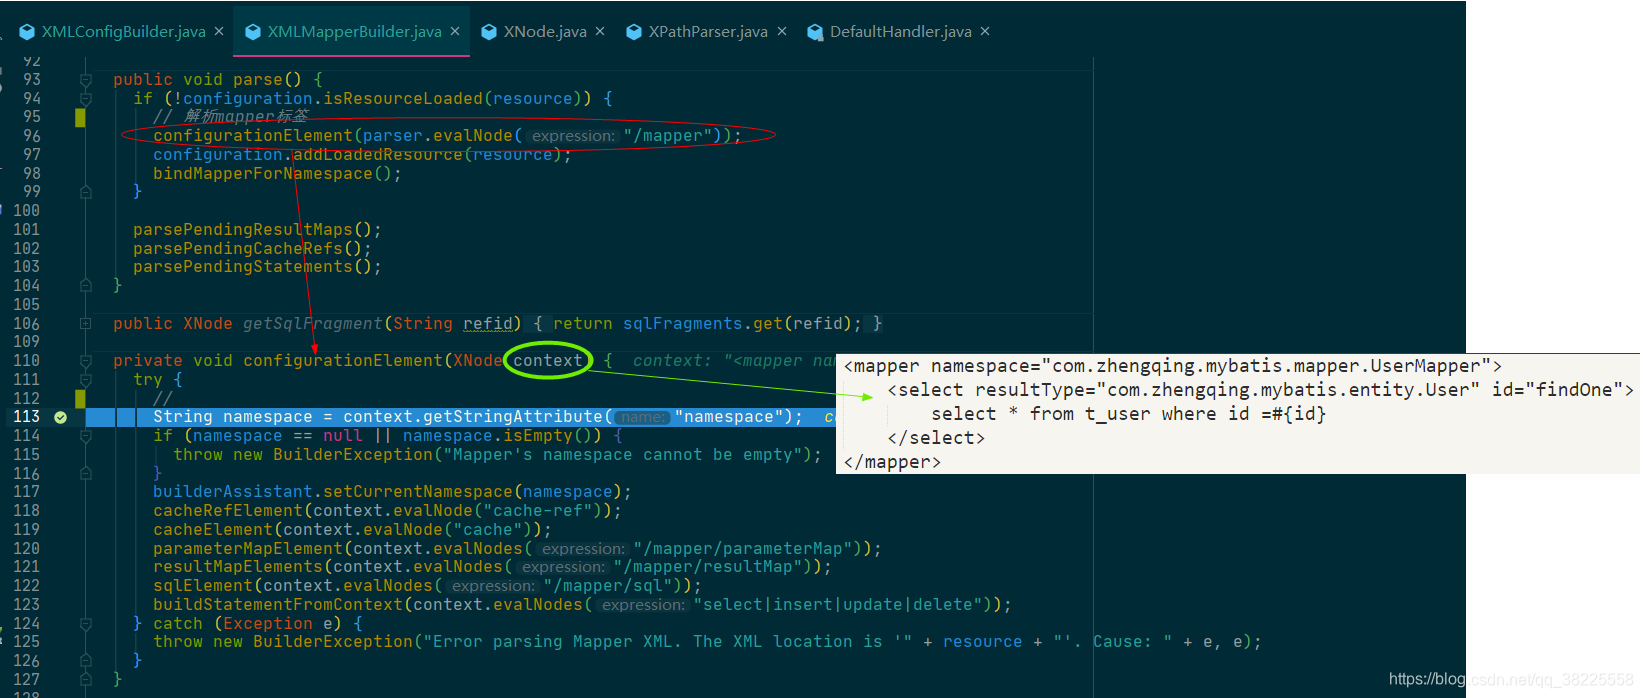 XMLConfigBuilder.java × XMLMapperBuilder.java × XNode.java × XPathParser.java × DefaultHandler.java ×
92
93 public void parse() {
94 if (!configuration.isResourceLoaded(resource)) {
95 // 解析mapper标签
96 configurationElement(parser.evalNode( expression: "/mapper"));
97 configuration.addLoadedResource(resource);
98 bindMapperForNamespace();
99 }
100
101 parsePendingResultMaps();
102 parsePendingCacheRefs();
103 parsePendingStatements();
104 }
105
106 public XNode getSqlFragment(String refid) { return sqlFragments.get(refid); }
109
110 private void configurationElement(XNode context) { context: "<mapper na
111 try {
112 //
113 String namespace = context.getStringAttribute( name: "namespace"); c
114 if (namespace == null || namespace.isEmpty()) {
115 throw new BuilderException("Mapper's namespace cannot be empty");
116 }
117 builderAssistant.setCurrentNamespace(namespace);
118 cacheRefElement(context.evalNode("cache-ref"));
119 cacheElement(context.evalNode("cache"));
120 parameterMapElement(context.evalNodes( expression: "/mapper/parameterMap"));
121 resultMapElements(context.evalNodes( expression: "/mapper/resultMap"));
122 sqlElement(context.evalNodes( expression: "/mapper/sql"));
123 buildStatementFromContext(context.evalNodes( expression: "select|insert|update|delete"));
124 } catch (Exception e) {
125 throw new BuilderException("Error parsing Mapper XML. The XML location is '" + resource + "'. Cause: " + e, e);
126 }
127 }
128
<mapper namespace="com.zhengqing.mybatis.mapper.UserMapper">
<select resultType="com.zhengqing.mybatis.entity.User" id="findOne">
select * from t_user where id =#{id}
</select>
</mapper>
https://blog.csdn.net/qq_38225558